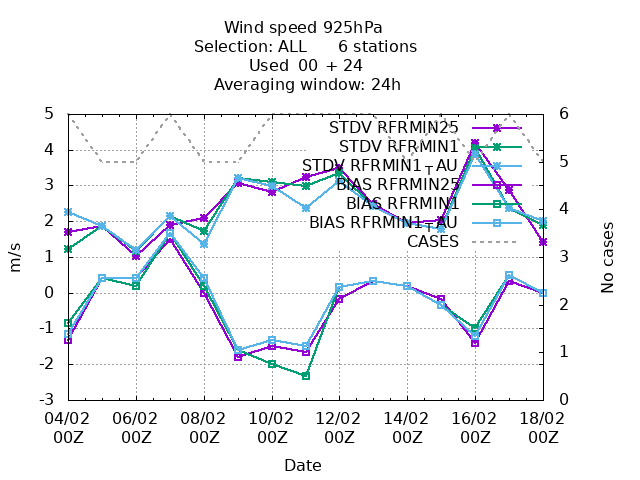 Wind speed 925hPa
Selection: ALL 6 stations
Used 00 + 24
Averaging window: 24h
5
4
3
2
1
0
-1
-2
-3
m/s
6
5
4
3
2
1
0
No cases
STDV RFRMIN25
STDV RFRMIN1
STDV RFRMIN1_TAU
BIAS RFRMIN25
BIAS RFRMIN1
BIAS RFRMIN1_TAU
CASES
04/02 06/02 08/02 10/02 12/02 14/02 16/02 18/02
00Z 00Z 00Z 00Z 00Z 00Z 00Z 00Z
Date